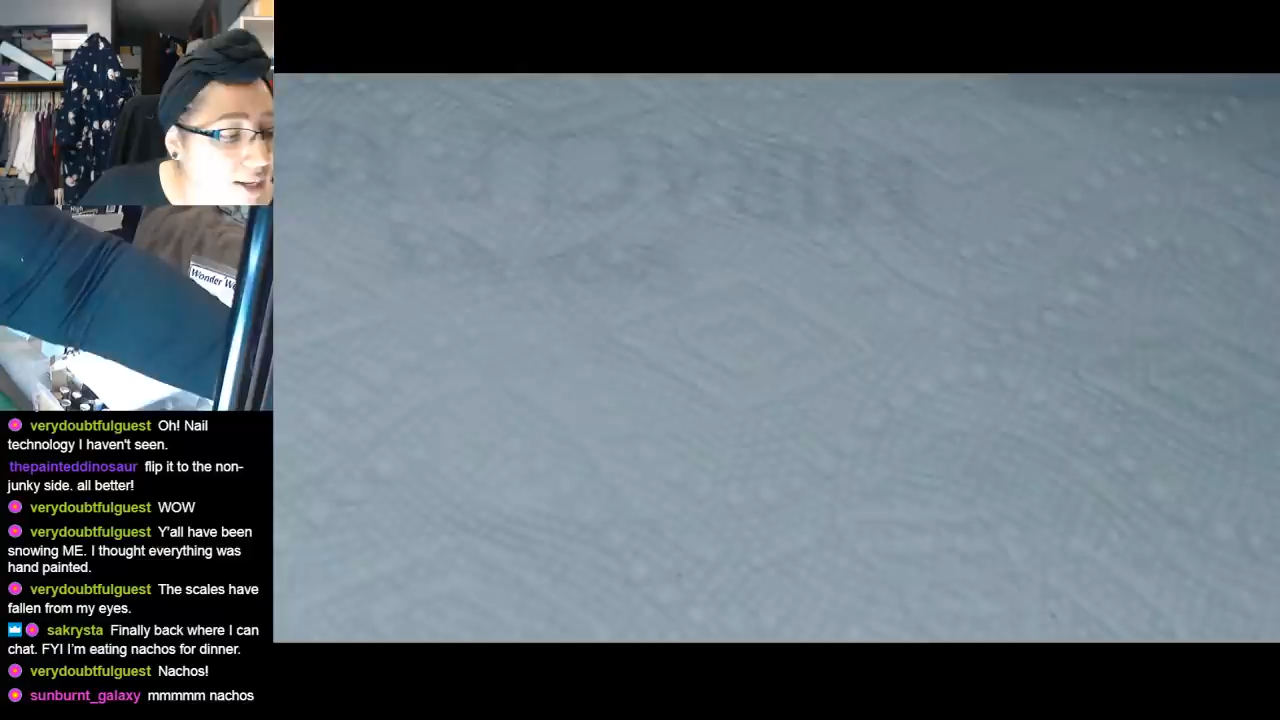 Wonder W
verydoubtfulguest Oh! Nail
technology I haven't seen.
thepainteddinosaur flip it to the non-
junky side. all better!
verydoubtfulguest WOW
verydoubtfulguest Y'all have been
snowing ME. I thought everything was
hand painted.
verydoubtfulguest The scales have
fallen from my eyes.
sakrysta Finally back where I can
chat. FYI I'm eating nachos for dinner.
verydoubtfulguest Nachos!
sunburnt_galaxy mmmmm nachos